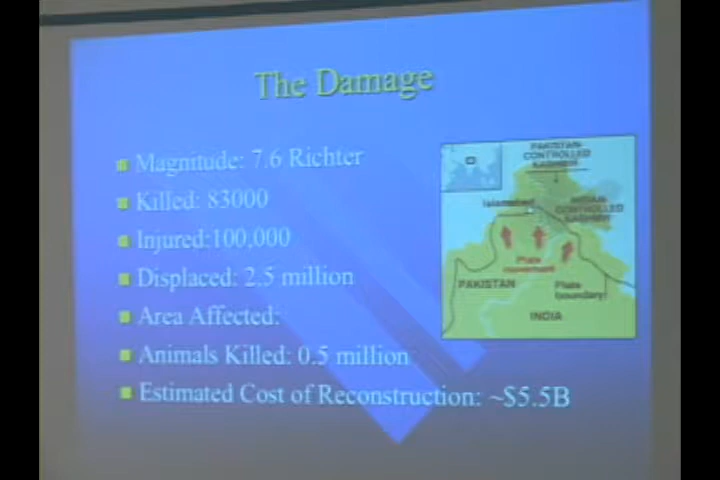 The Damage
Magnitude: 7.6 Richter
Killed: 83000
Injured:100,000
Displaced: 2.5 million
Area Affected:
Animals Killed: 0.5 million
Estimated Cost of Reconstruction: ~$5.5B
PAKISTAN-
CONTROLLED
KASHMIR
Islamabad
INDIAN-
CONTROLLED
KASHMIR
Plate
movement
PAKISTAN
Plate
boundary
INDIA